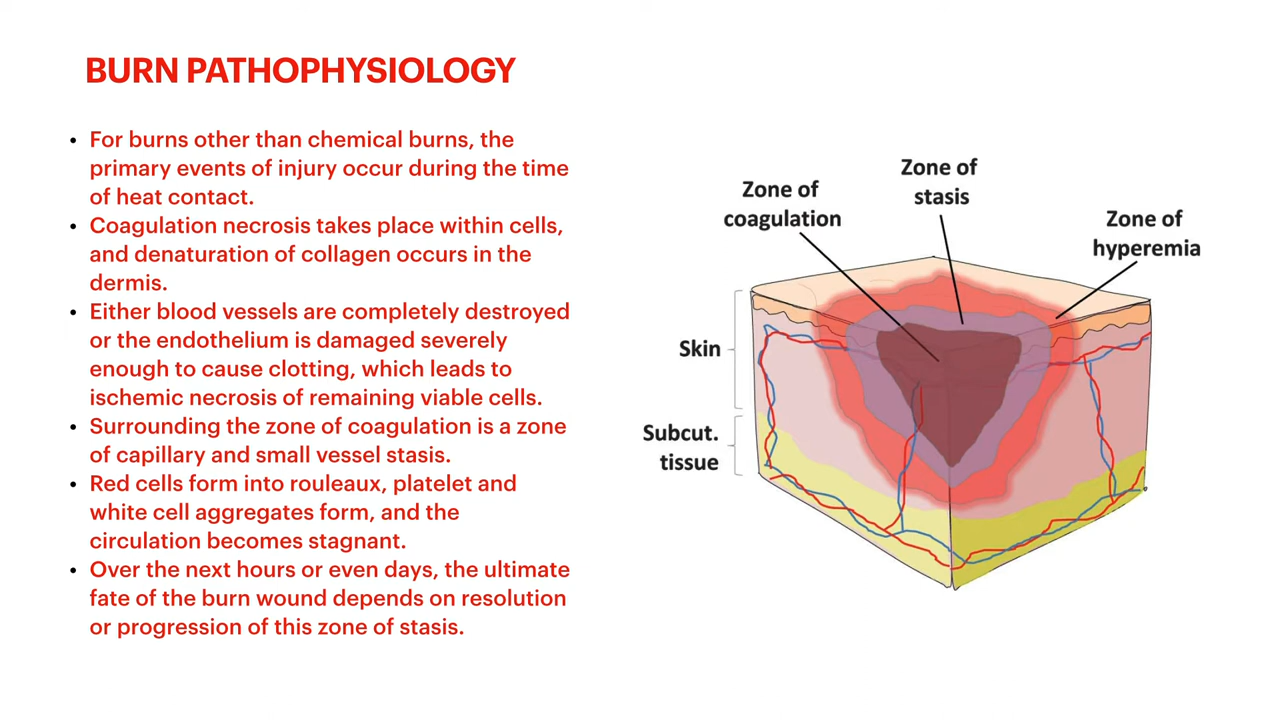 BURN PATHOPHYSIOLOGY
• For burns other than chemical burns, the
primary events of injury occur during the time
of heat contact.
• Coagulation necrosis takes place within cells,
and denaturation of collagen occurs in the
dermis.
• Either blood vessels are completely destroyed
or the endothelium is damaged severely
enough to cause clotting, which leads to
ischemic necrosis of remaining viable cells.
• Surrounding the zone of coagulation is a zone
of capillary and small vessel stasis.
• Red cells form into rouleaux, platelet and
white cell aggregates form, and the
circulation becomes stagnant.
• Over the next hours or even days, the ultimate
fate of the burn wound depends on resolution
or progression of this zone of stasis.
Zone of
coagulation
Zone of
stasis
Zone of
hyperemia
Skin
Subcut.
tissue